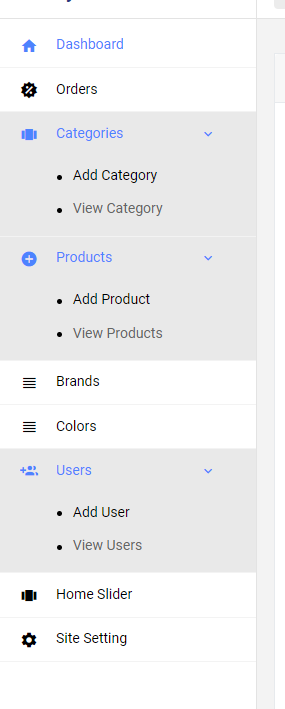 Dashboard
Orders
Categories
Add Category
View Category
Products
Add Product
View Products
Brands
Colors
Users
Add User
View Users
Home Slider
Site Setting